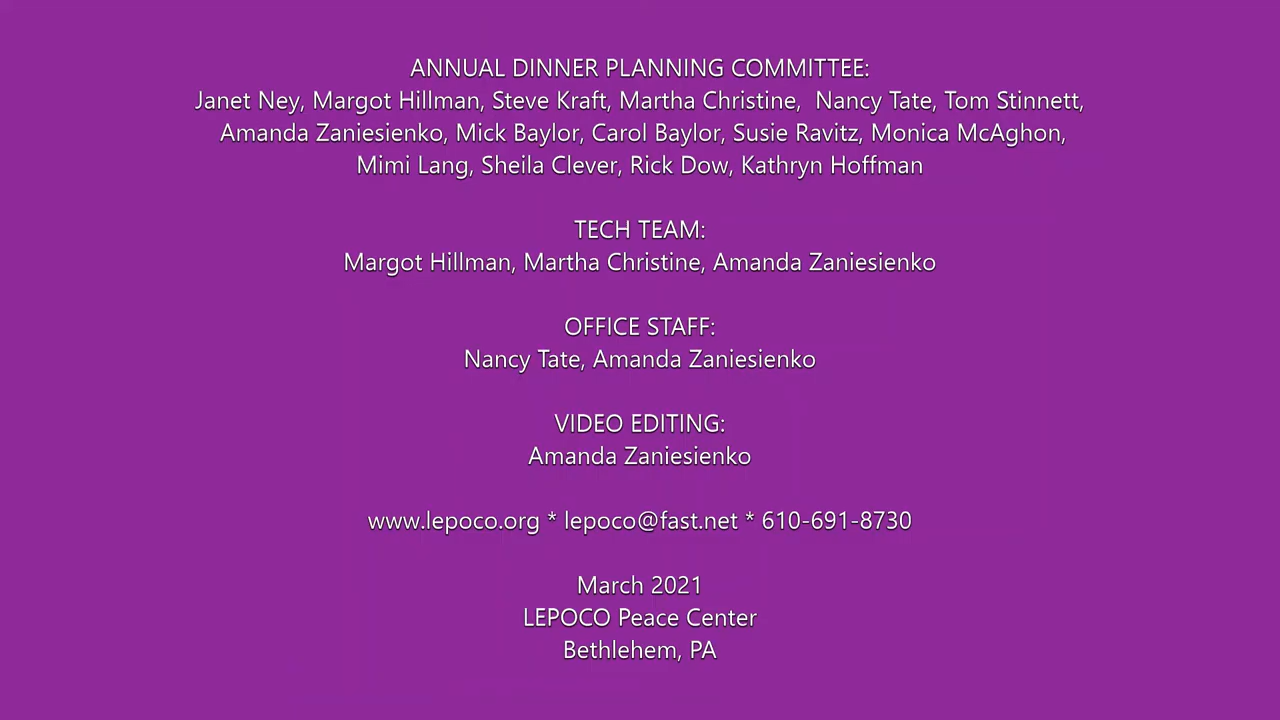 ANNUAL DINNER PLANNING COMMITTEE:
Janet Ney, Margot Hillman, Steve Kraft, Martha Christine,  Nancy Tate, Tom Stinnett,
Amanda Zaniesienko, Mick Baylor, Carol Baylor, Susie Ravitz, Monica McAghon,
Mimi Lang, Sheila Clever, Rick Dow, Kathryn Hoffman
TECH TEAM:
Margot Hillman, Martha Christine, Amanda Zaniesienko
OFFICE STAFF:
Nancy Tate, Amanda Zaniesienko
VIDEO EDITING:
Amanda Zaniesienko
www.lepoco.org * lepoco@fast.net * 610-691-8730
March 2021
LEPOCO Peace Center
Bethlehem, PA